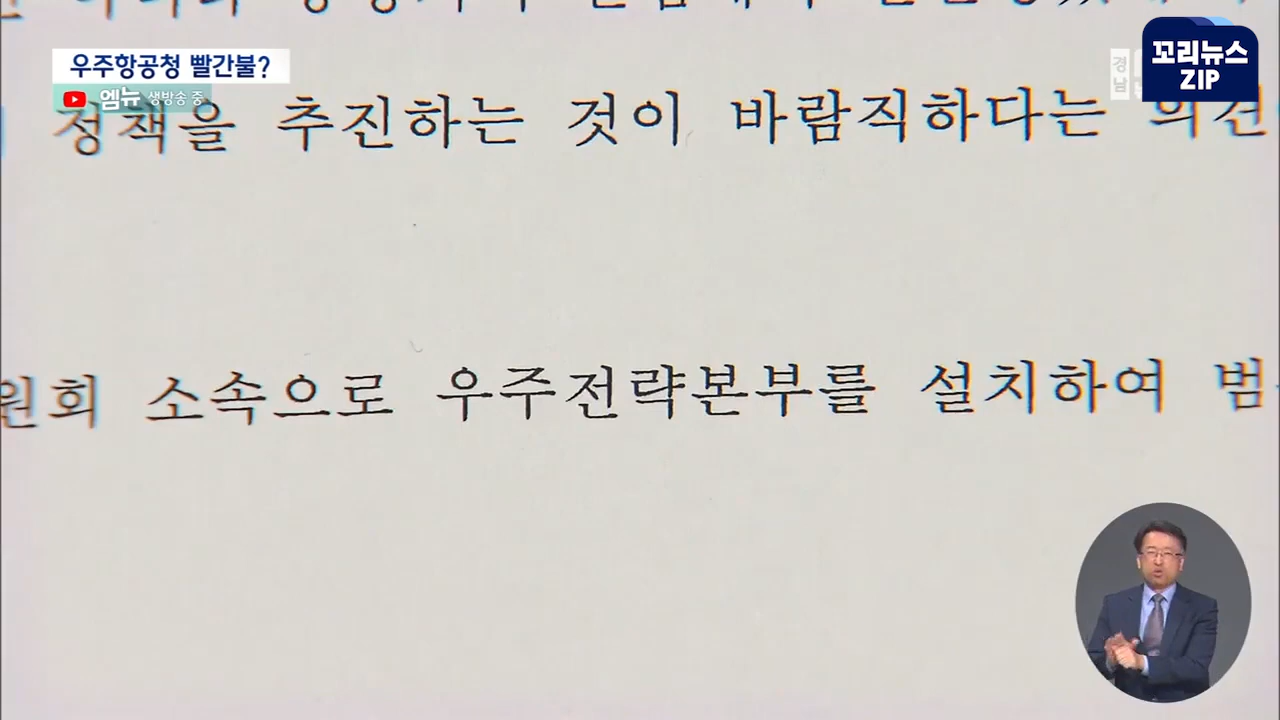 우주항공청 빨간불?
엠뉴 생방송 중
꼬리뉴스
ZIP
경남
정책을 추진하는 것이 바람직하다는 의견
원회 소속으로 우주전략본부를 설치하여 범